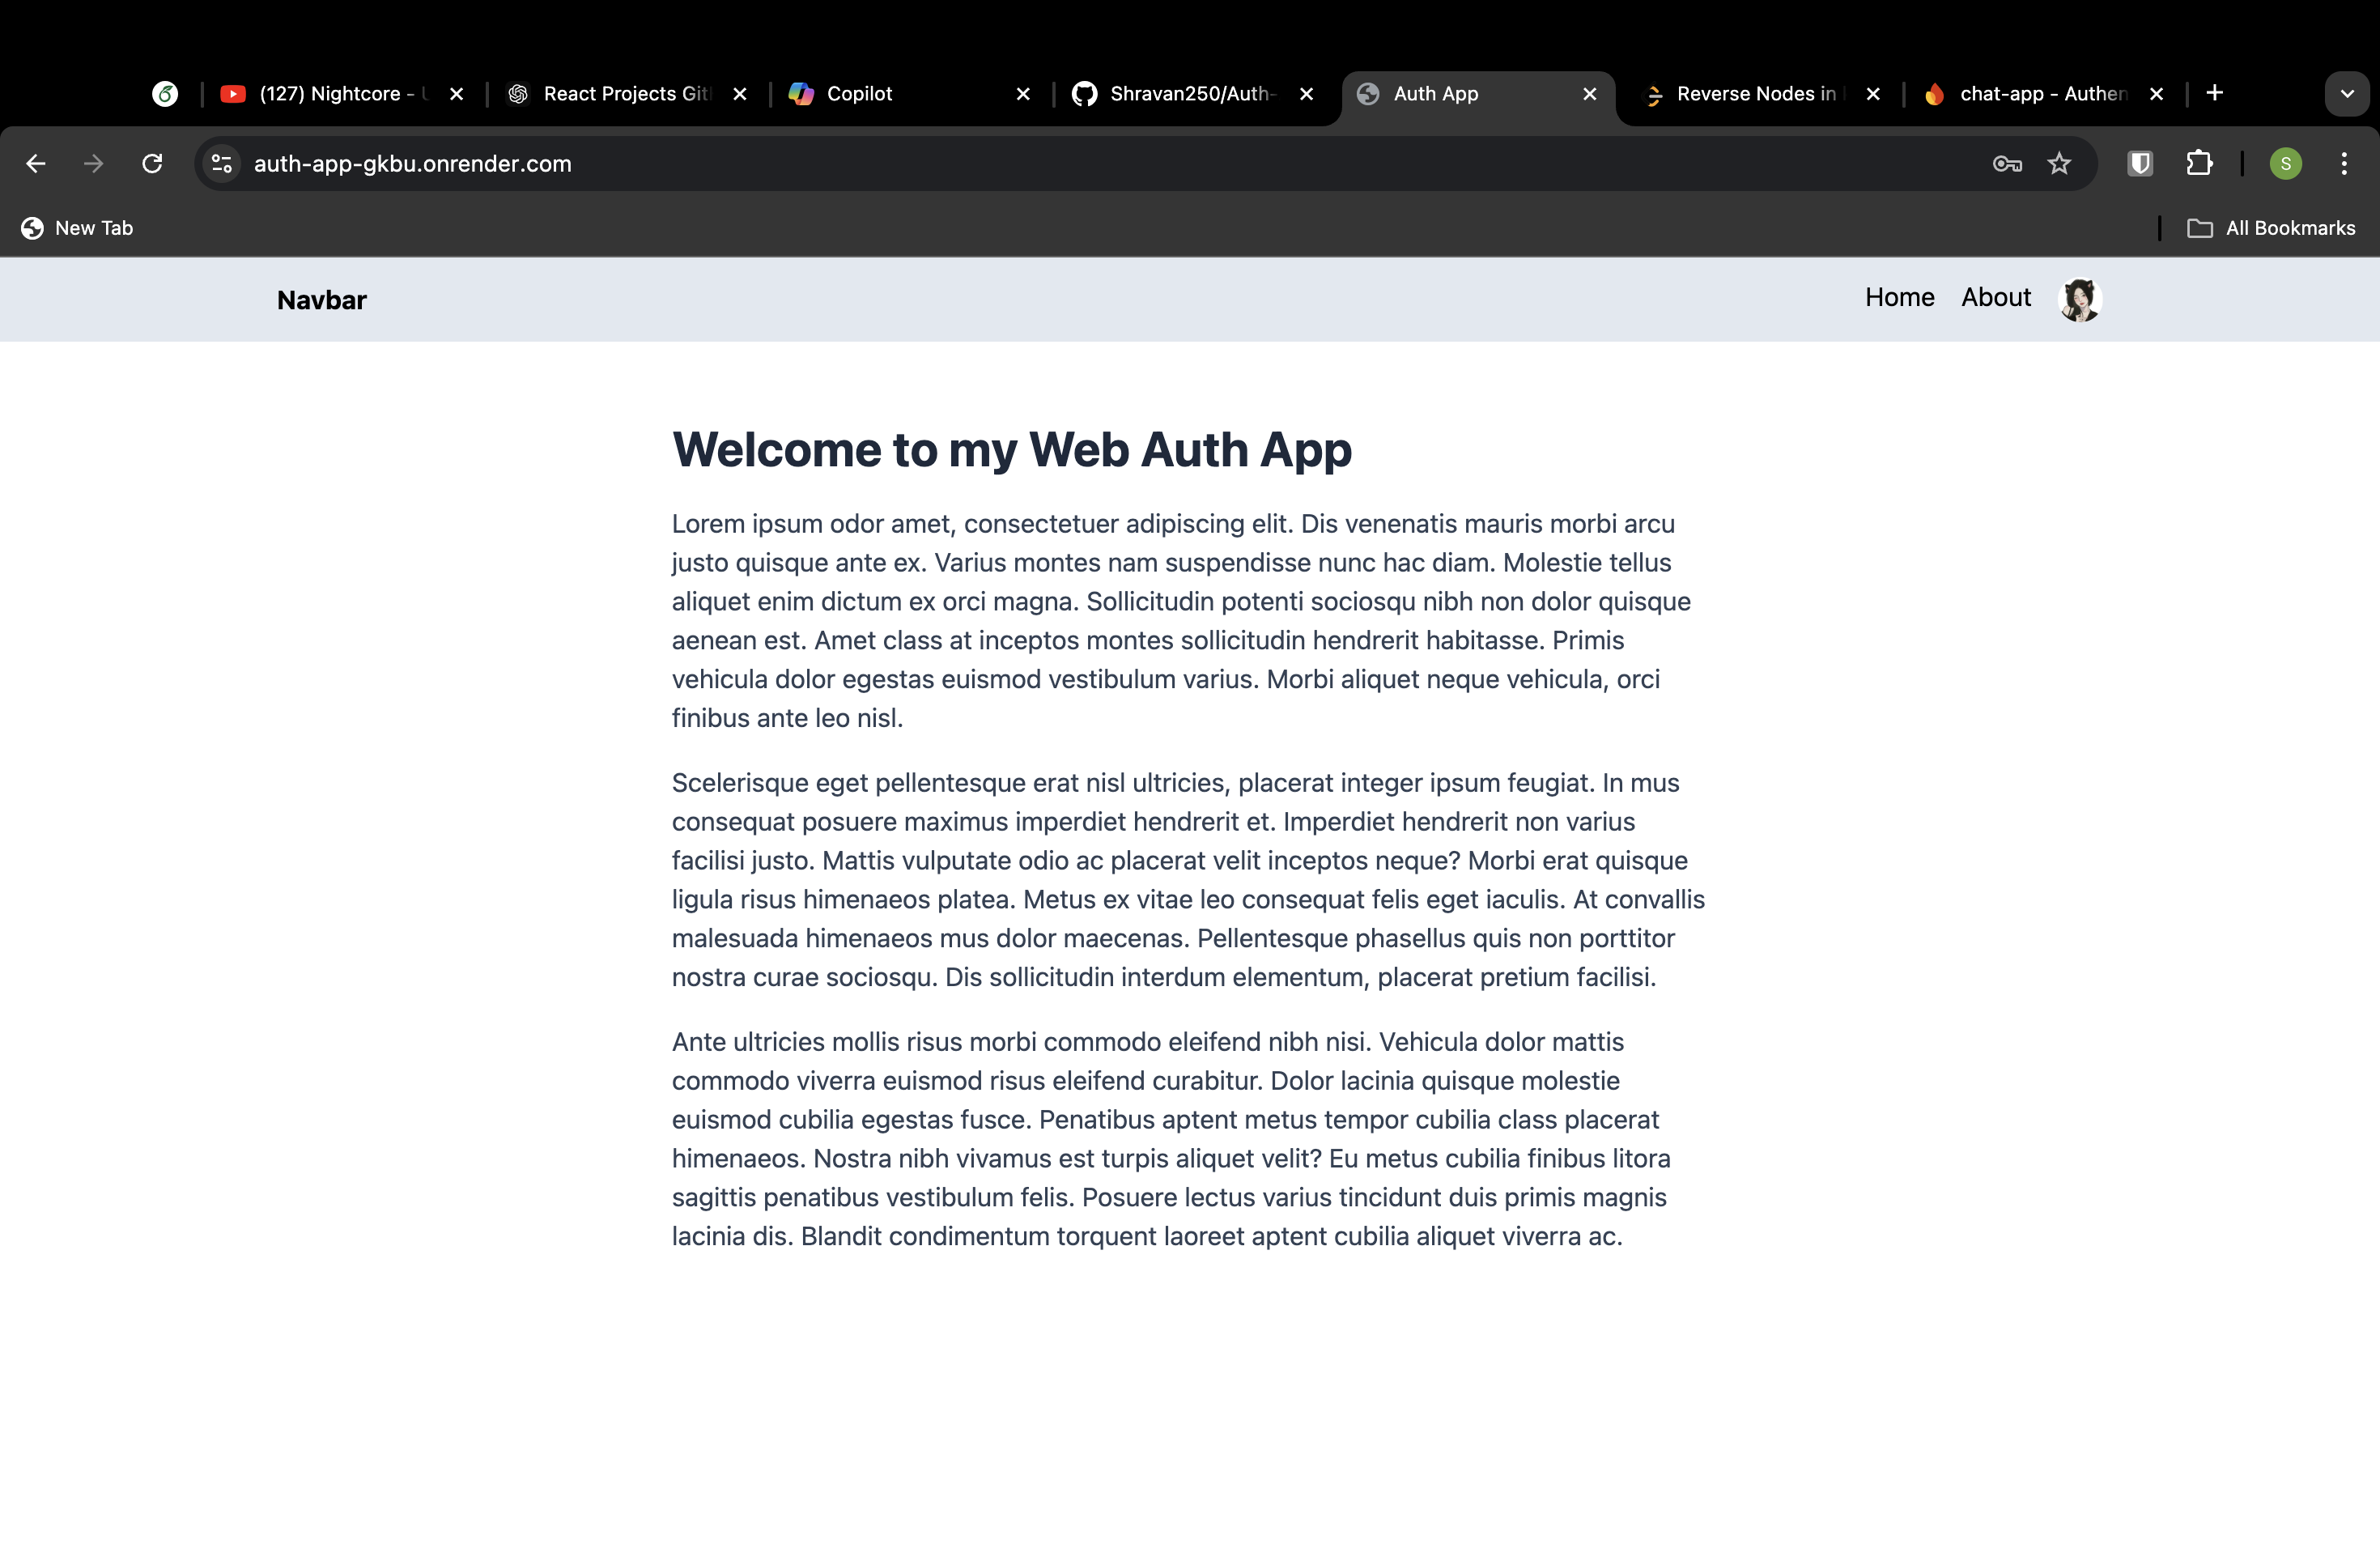 (127) Nightcore -
React Projects Git
Copilot
Shravan250/Auth-
Auth App
Reverse Nodes in
chat-app - Authen
auth-app-gkbu.onrender.com
S
New Tab
All Bookmarks
Navbar
Home
About
Welcome to my Web Auth App
Lorem ipsum odor amet, consectetuer adipiscing elit. Dis venenatis mauris morbi arcu
justo quisque ante ex. Varius montes nam suspendisse nunc hac diam. Molestie tellus
aliquet enim dictum ex orci magna. Sollicitudin potenti sociosqu nibh non dolor quisque
aenean est. Amet class at inceptos montes sollicitudin hendrerit habitasse. Primis
vehicula dolor egestas euismod vestibulum varius. Morbi aliquet neque vehicula, orci
finibus ante leo nisl.
Scelerisque eget pellentesque erat nisl ultricies, placerat integer ipsum feugiat. In mus
consequat posuere maximus imperdiet hendrerit et. Imperdiet hendrerit non varius
facilisi justo. Mattis vulputate odio ac placerat velit inceptos neque? Morbi erat quisque
ligula risus himenaeos platea. Metus ex vitae leo consequat felis eget iaculis. At convallis
malesuada himenaeos mus dolor maecenas. Pellentesque phasellus quis non porttitor
nostra curae sociosqu. Dis sollicitudin interdum elementum, placerat pretium facilisi.
Ante ultricies mollis risus morbi commodo eleifend nibh nisi. Vehicula dolor mattis
commodo viverra euismod risus eleifend curabitur. Dolor lacinia quisque molestie
euismod cubilia egestas fusce. Penatibus aptent metus tempor cubilia class placerat
himenaeos. Nostra nibh vivamus est turpis aliquet velit? Eu metus cubilia finibus litora
sagittis penatibus vestibulum felis. Posuere lectus varius tincidunt duis primis magnis
lacinia dis. Blandit condimentum torquent laoreet aptent cubilia aliquet viverra ac.